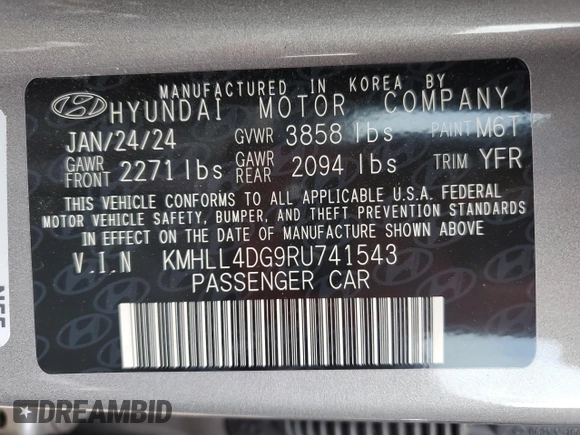 MANUFACTURED IN KOREA BY
HYUNDAI MOTOR COMPANY
JAN/24/24 GVWR 3858 lbs PAINT M6T
GAWR FRONT 2271 lbs GAWR REAR 2094 lbs TRIM YFR
THIS VEHICLE CONFORMS TO ALL APPLICABLE U.S.A. FEDERAL
MOTOR VEHICLE SAFETY, BUMPER, AND THEFT PREVENTION STANDARDS
IN EFFECT ON THE DATE OF MANUFACTURE SHOWN ABOVE
V.I.N KMHLL4DG9RU741543
PASSENGER CAR
DREAMBID